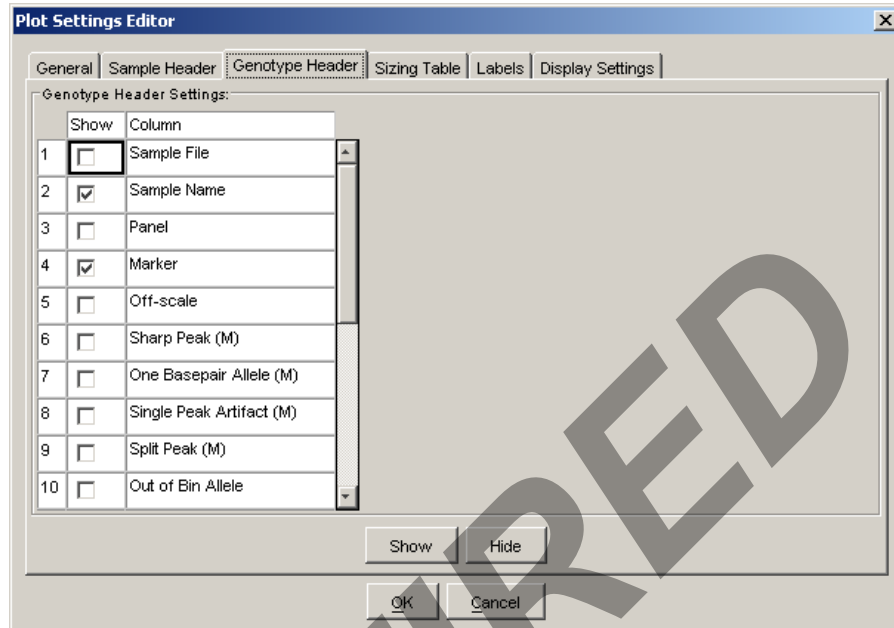 Plot Settings Editor
General Sample Header Genotype Header Sizing Table Labels Display Settings
Genotype Header Settings:
Show Column
1 Sample File
2 Sample Name
3 Panel
4 Marker
5 Off-scale
6 Sharp Peak (M)
7 One Basepair Allele (M)
8 Single Peak Artifact (M)
9 Split Peak (M)
10 Out of Bin Allele
Show Hide
OK Cancel
IRED